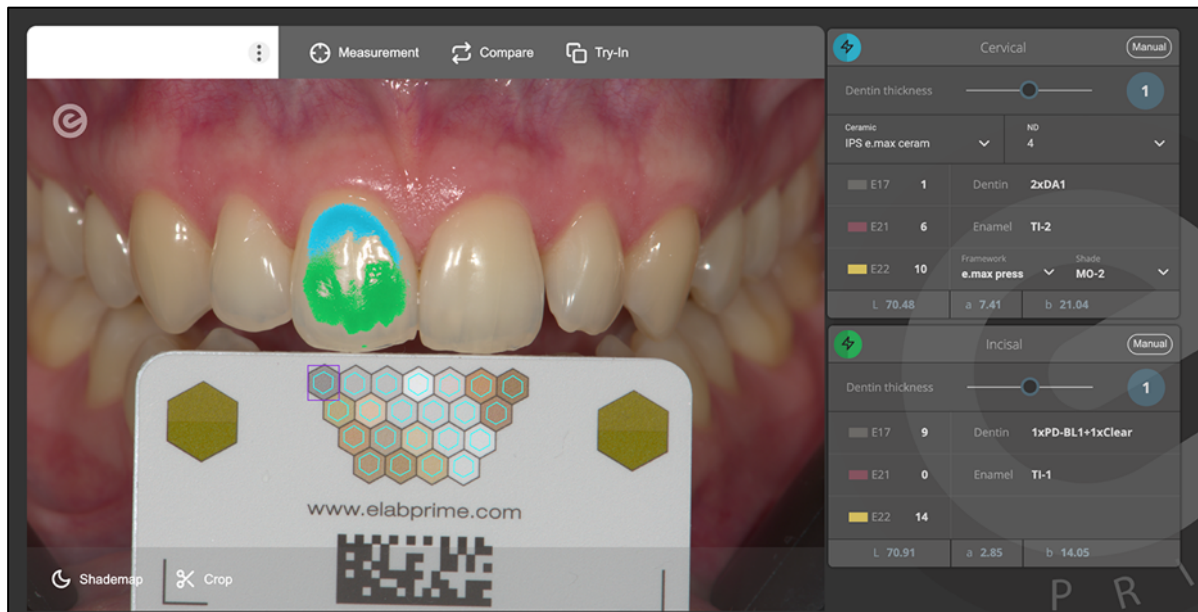 Measurement
Compare
Try-In
Cervical
Manual
Dentin thickness
1
Ceramic
IPS e.max ceram
ND
4
E17 1 Dentin 2xDA1
E21 6 Enamel TI-2
E22 10
Framework
e.max press
Shade
MO-2
L 70.48 a 7.41 b 21.04
Incisal
Manual
Dentin thickness
1
E17 9 Dentin 1xPD-BL1+1xClear
E21 0 Enamel TI-1
E22 14
L 70.91 a 2.85 b 14.05
www.elabprime.com
Shademap
Crop
e
P R I